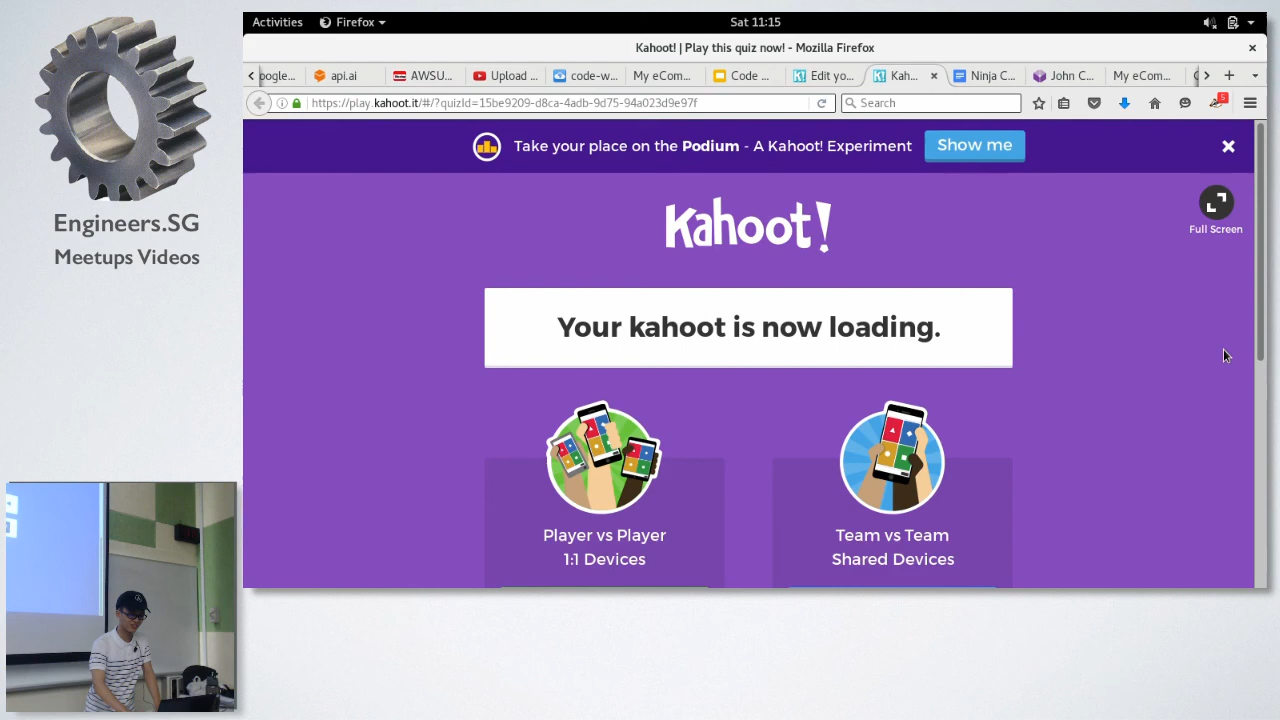 Engineers.SG
Meetups Videos
Activities
Firefox
Sat 11:15
Kahoot! | Play this quiz now! - Mozilla Firefox
oogle...
api.ai
AWSU...
Upload ...
code-w...
My eCom...
Code ...
Edit yo...
Kah...
Ninja C...
John C...
My eCom...
https://play.kahoot.it/#/?quizId=15be9209-d8ca-4adb-9d75-94a023d9e97f
Search
5
Take your place on the Podium - A Kahoot! Experiment
Show me
Kahoot!
Full Screen
Your kahoot is now loading.
Player vs Player
1:1 Devices
Team vs Team
Shared Devices